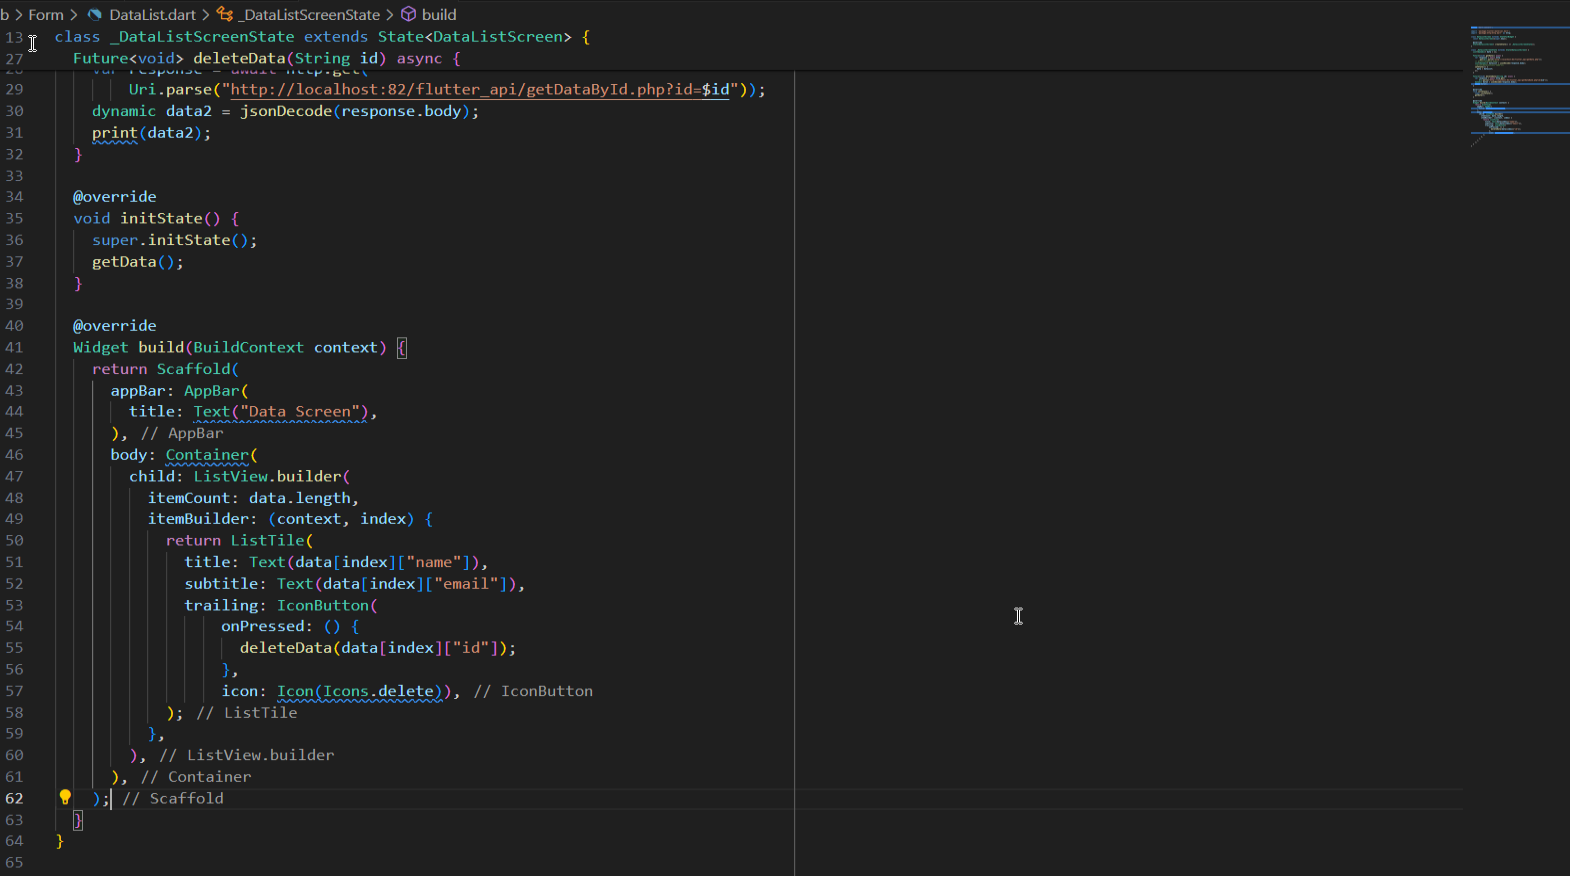 b > Form > DataList.dart > _DataListScreenState > build
13 class _DataListScreenState extends State<DataListScreen> {
27 Future<void> deleteData(String id) async {
28 var response = await http.get(
29 Uri.parse("http://localhost:82/flutter_api/getDataById.php?id=$id"));
30 dynamic data2 = jsonDecode(response.body);
31 print(data2);
32 }
33
34 @override
35 void initState() {
36 super.initState();
37 getData();
38 }
39
40 @override
41 Widget build(BuildContext context) {
42 return Scaffold(
43 appBar: AppBar(
44 title: Text("Data Screen"),
45 ), // AppBar
46 body: Container(
47 child: ListView.builder(
48 itemCount: data.length,
49 itemBuilder: (context, index) {
50 return ListTile(
51 title: Text(data[index]["name"]),
52 subtitle: Text(data[index]["email"]),
53 trailing: IconButton(
54 onPressed: () {
55 deleteData(data[index]["id"]);
56 },
57 icon: Icon(Icons.delete)), // IconButton
58 ); // ListTile
59 },
60 ), // ListView.builder
61 ), // Container
62 ); // Scaffold
63 }
64 }
65